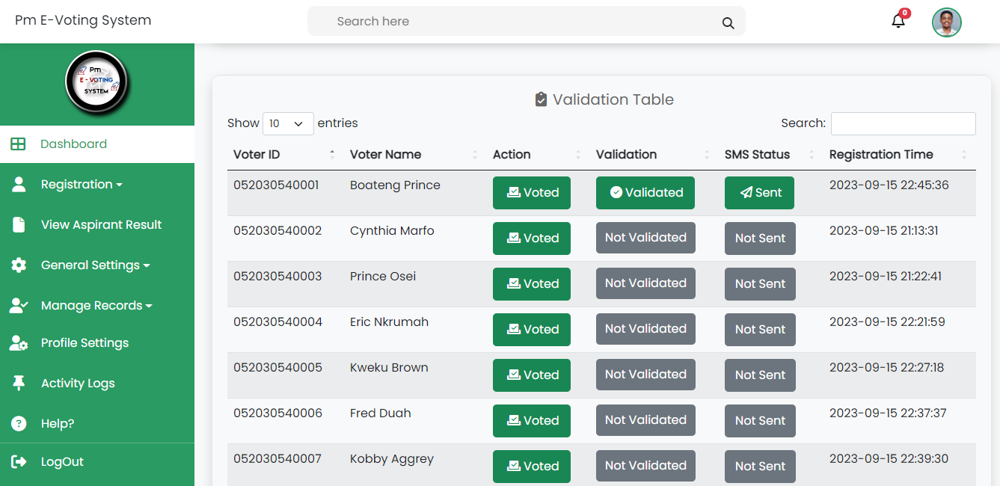 Pm E-Voting System
Search here
0
Pm
E - VOTING
SYSTEM
Dashboard
Registration
View Aspirant Result
General Settings
Manage Records
Profile Settings
Activity Logs
? Help?
LogOut
Validation Table
Show 10 entries
Search:
Voter ID Voter Name Action Validation SMS Status Registration Time
052030540001 Boateng Prince Voted Validated Sent 2023-09-15 22:45:36
052030540002 Cynthia Marfo Voted Not Validated Not Sent 2023-09-15 21:13:31
052030540003 Prince Osei Voted Not Validated Not Sent 2023-09-15 21:22:41
052030540004 Eric Nkrumah Voted Not Validated Not Sent 2023-09-15 22:21:59
052030540005 Kweku Brown Voted Not Validated Not Sent 2023-09-15 22:27:18
052030540006 Fred Duah Voted Not Validated Not Sent 2023-09-15 22:37:37
052030540007 Kobby Aggrey Voted Not Validated Not Sent 2023-09-15 22:39:30